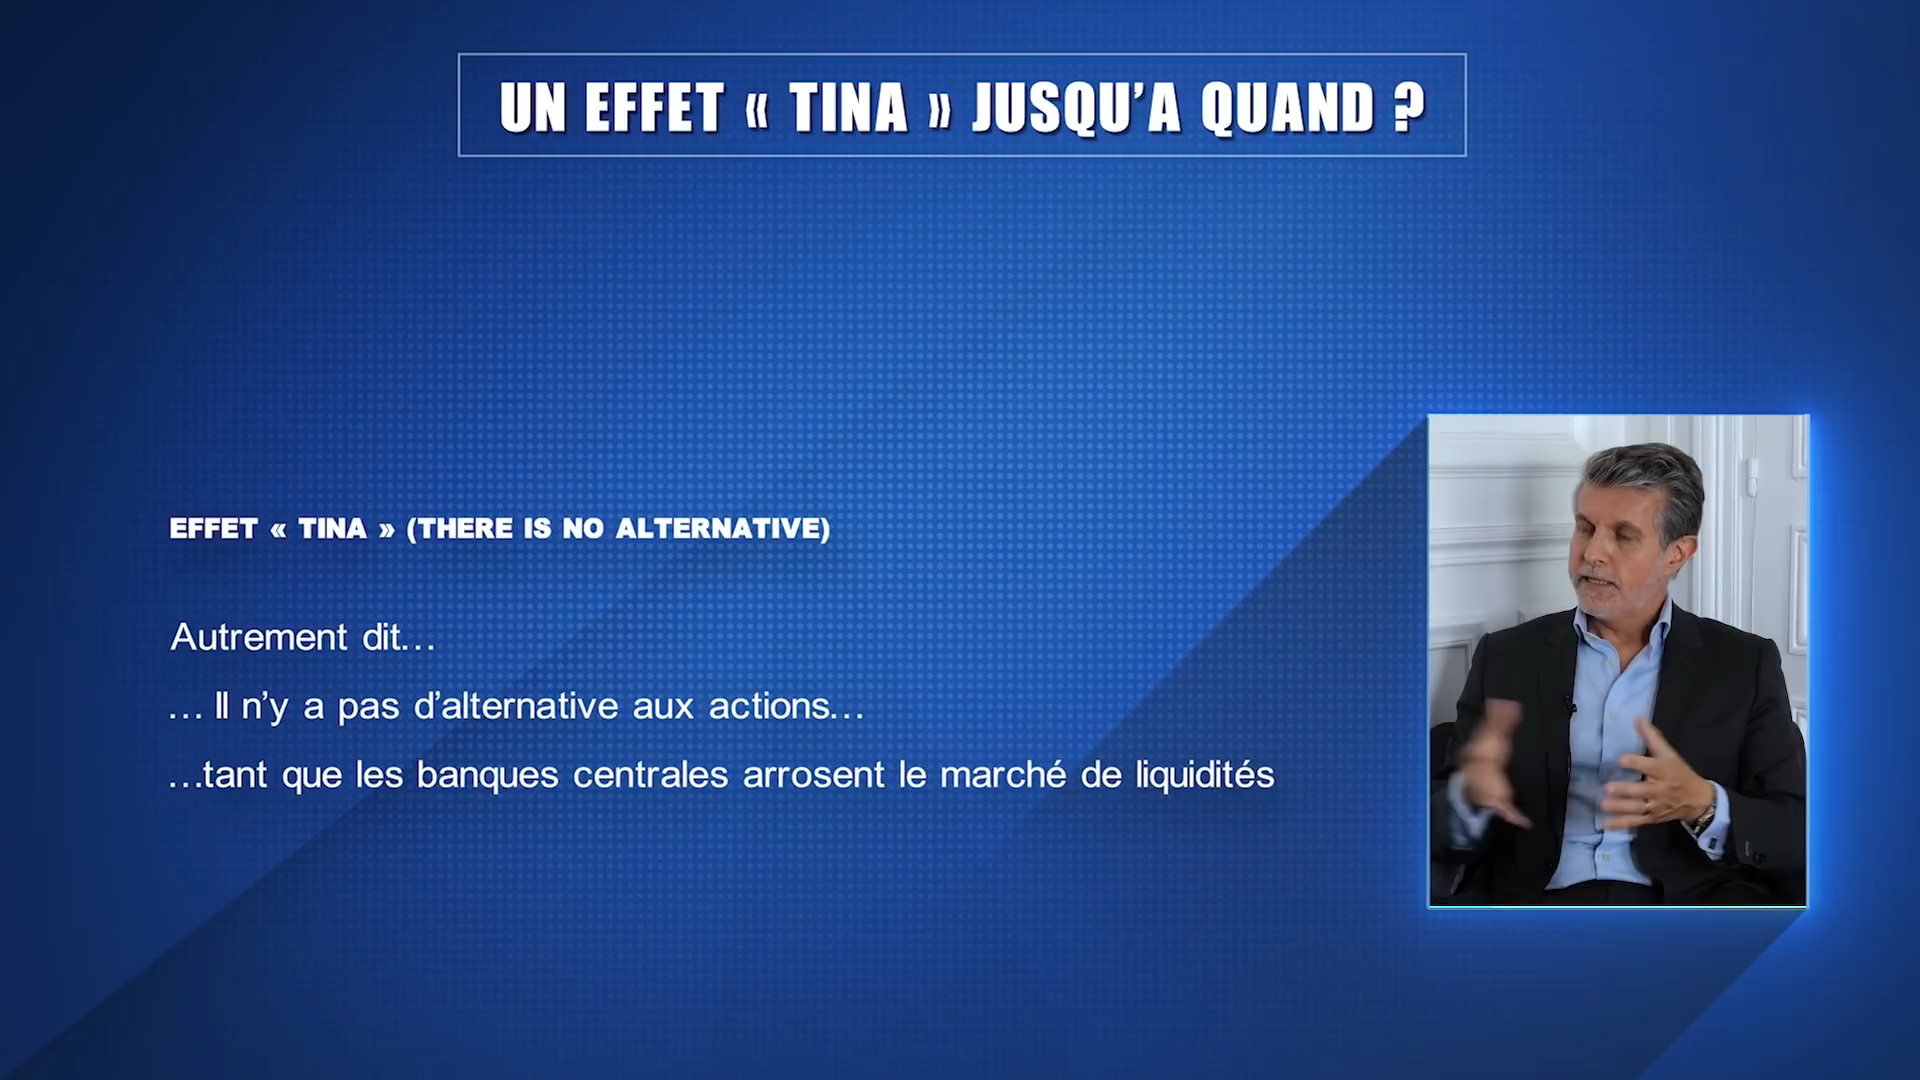 UN EFFET « TINA » JUSQU’A QUAND ?
EFFET « TINA » (THERE IS NO ALTERNATIVE)
Autrement dit…
… Il n’y a pas d’alternative aux actions…
…tant que les banques centrales arrosent le marché de liquidités